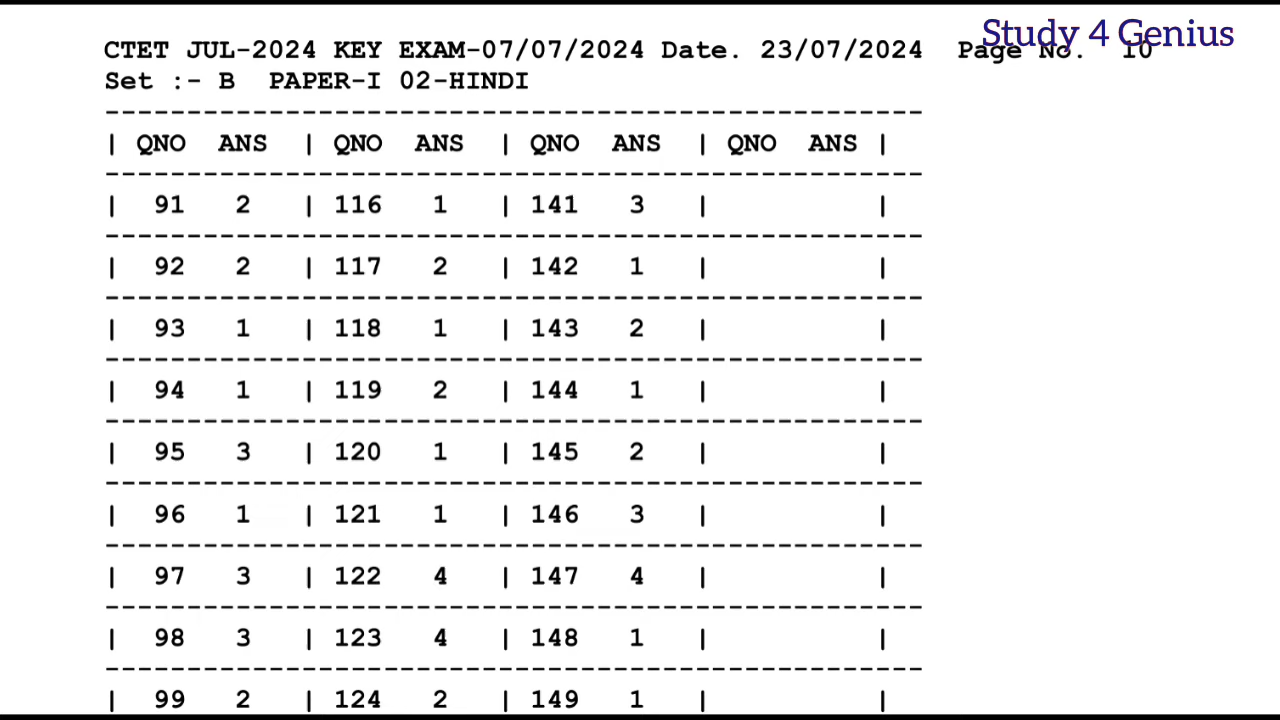 Study 4 Genius
CTET JUL-2024 KEY EXAM-07/07/2024 Date. 23/07/2024 Page No. 10
Set :- B PAPER-I 02-HINDI
--------------------------------------------------
| QNO ANS | QNO ANS | QNO ANS | QNO ANS |
--------------------------------------------------
| 91 2 | 116 1 | 141 3 | |
--------------------------------------------------
| 92 2 | 117 2 | 142 1 | |
--------------------------------------------------
| 93 1 | 118 1 | 143 2 | |
--------------------------------------------------
| 94 1 | 119 2 | 144 1 | |
--------------------------------------------------
| 95 3 | 120 1 | 145 2 | |
--------------------------------------------------
| 96 1 | 121 1 | 146 3 | |
--------------------------------------------------
| 97 3 | 122 4 | 147 4 | |
--------------------------------------------------
| 98 3 | 123 4 | 148 1 | |
--------------------------------------------------
| 99 2 | 124 2 | 149 1 | |